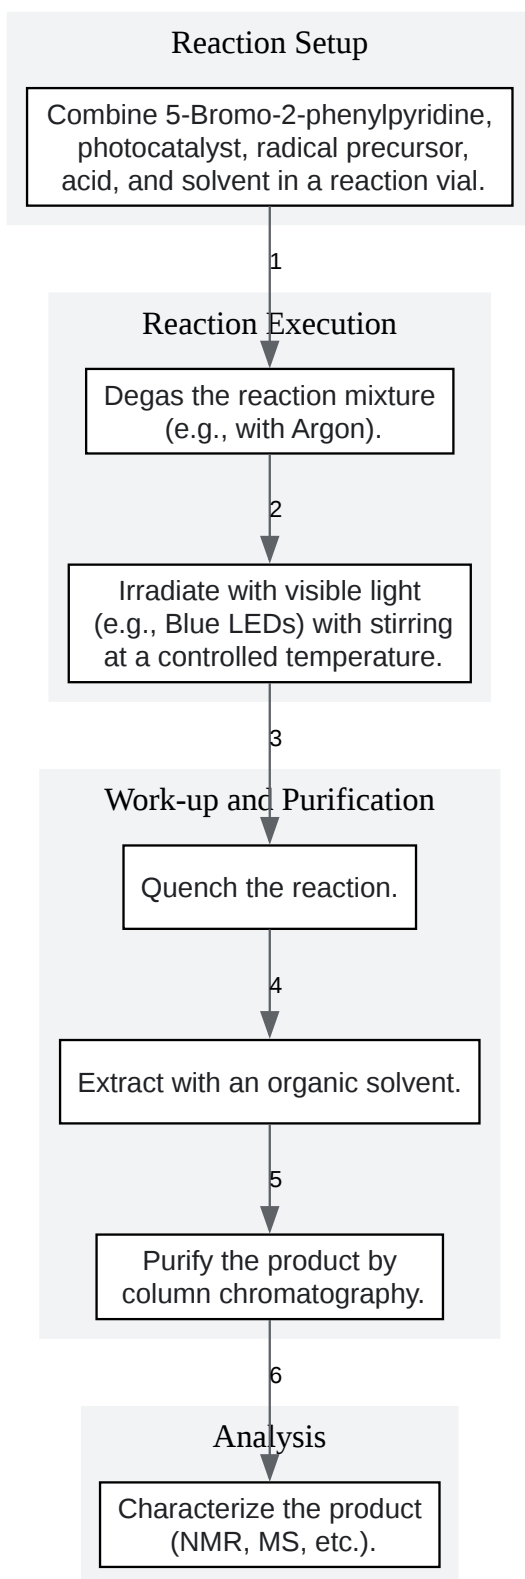 Reaction Setup
Combine 5-Bromo-2-phenylpyridine,
photocatalyst, radical precursor,
acid, and solvent in a reaction vial.
1
Reaction Execution
Degas the reaction mixture
(e.g., with Argon).
2
Irradiate with visible light
(e.g., Blue LEDs) with stirring
at a controlled temperature.
3
Work-up and Purification
Quench the reaction.
4
Extract with an organic solvent.
5
Purify the product by
column chromatography.
6
Analysis
Characterize the product
(NMR, MS, etc.).